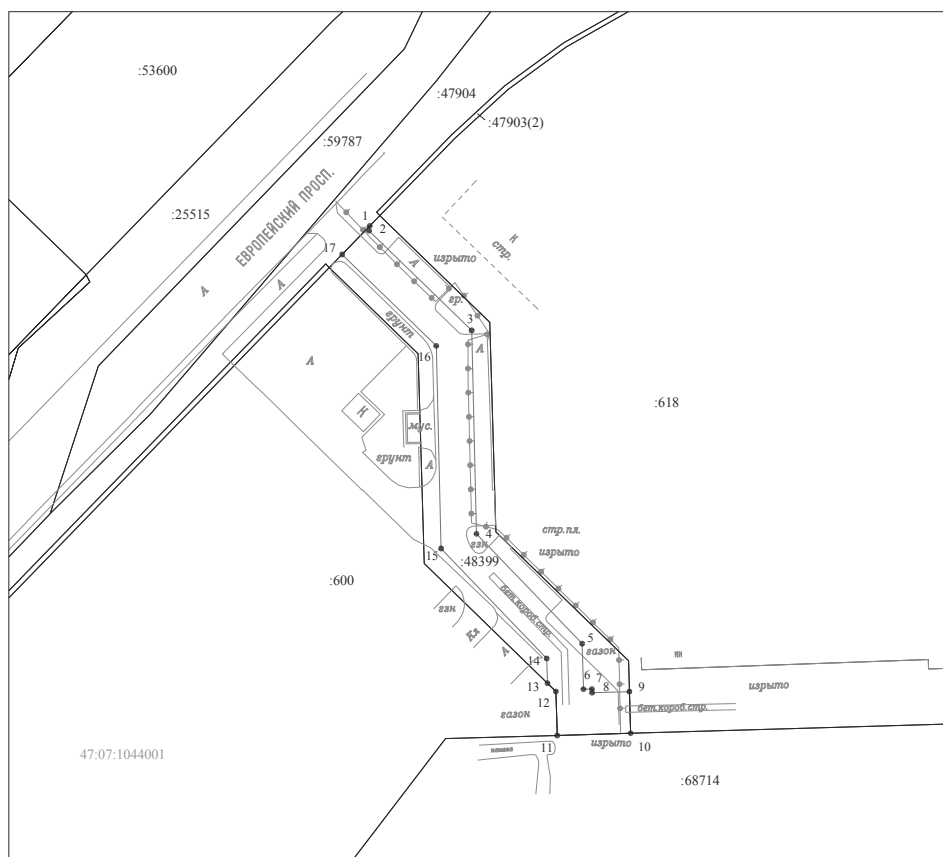 :53600
:47904
:47903(2)
:59787
:25515
ЕВРОПЕЙСКИЙ ПРОСП.
1
2
17
А
А
А
изрыто
Н
стр.
гр.
3
грунт
16
А
А
:618
Н
мус.
грунт
А
стр.пл.
4
изрыто
гзн
15
:48399
:600
бет.короб.стр.
гзн
Кл
А
5
газон
14
нн
13
6
7
8
9
изрыто
12
газон
бет.короб.стр.
11
изрыто
10
47:07:1044001
:68714